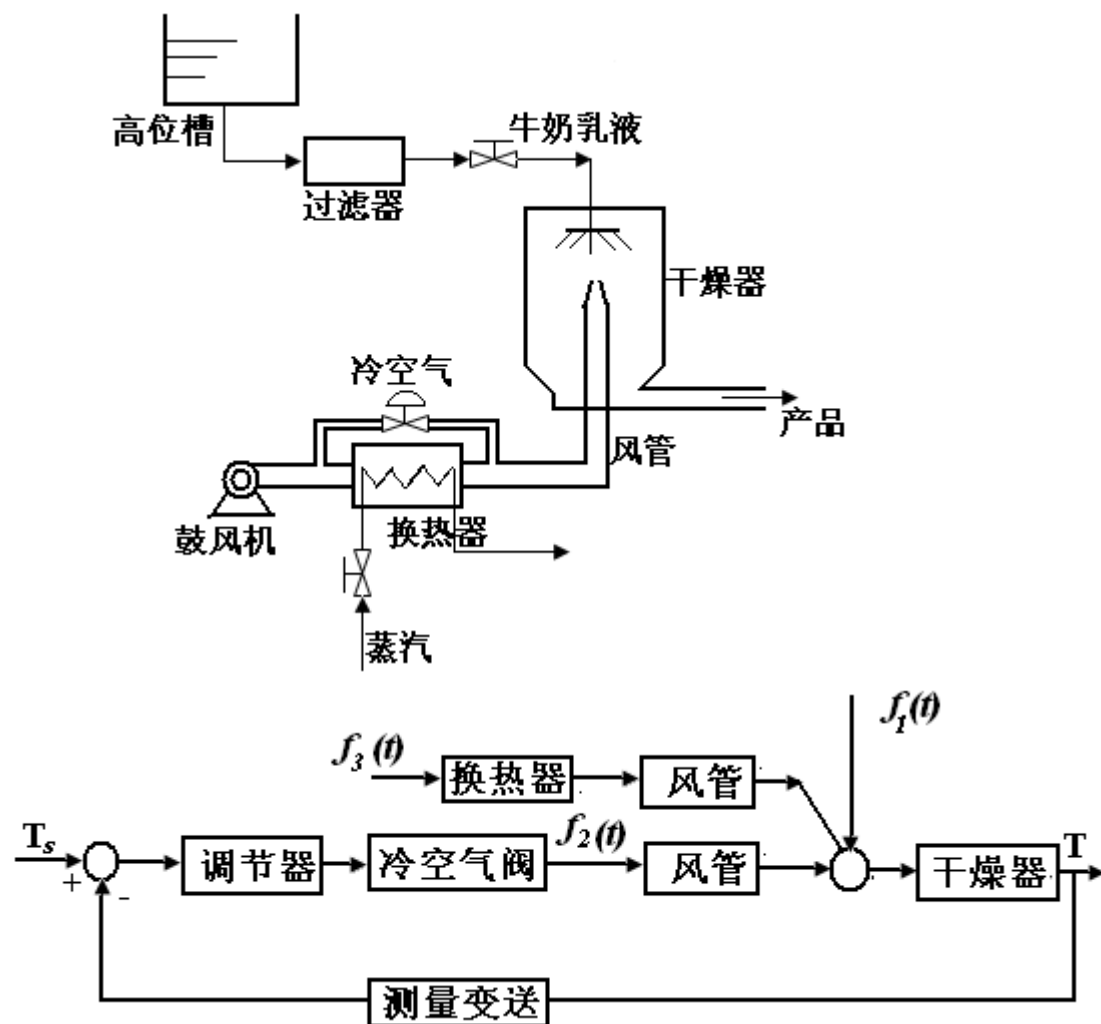 高位槽
牛奶乳液
过滤器
干燥器
冷空气
产品
风管
鼓风机
换热器
蒸汽
f₁(t)
f₃(t)
换热器
风管
Tₛ
f₂(t)
T
+
-
调节器
冷空气阀
风管
干燥器
测量变送